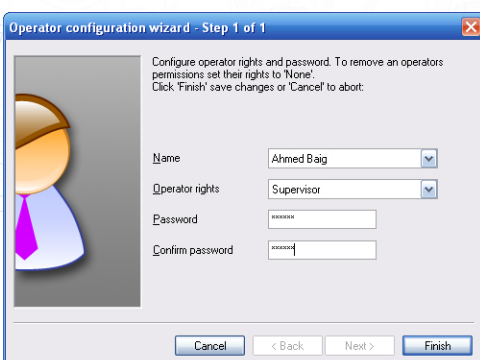 Operator configuration wizard - Step 1 of 1
Configure operator rights and password. To remove an operators
permissions set their rights to 'None'.
Click 'Finish' save changes or 'Cancel' to abort:
Name
Ahmed Baig
Operator rights
Supervisor
Password
xxxxxx
Confirm password
xxxxxx
Cancel
< Back
Next >
Finish